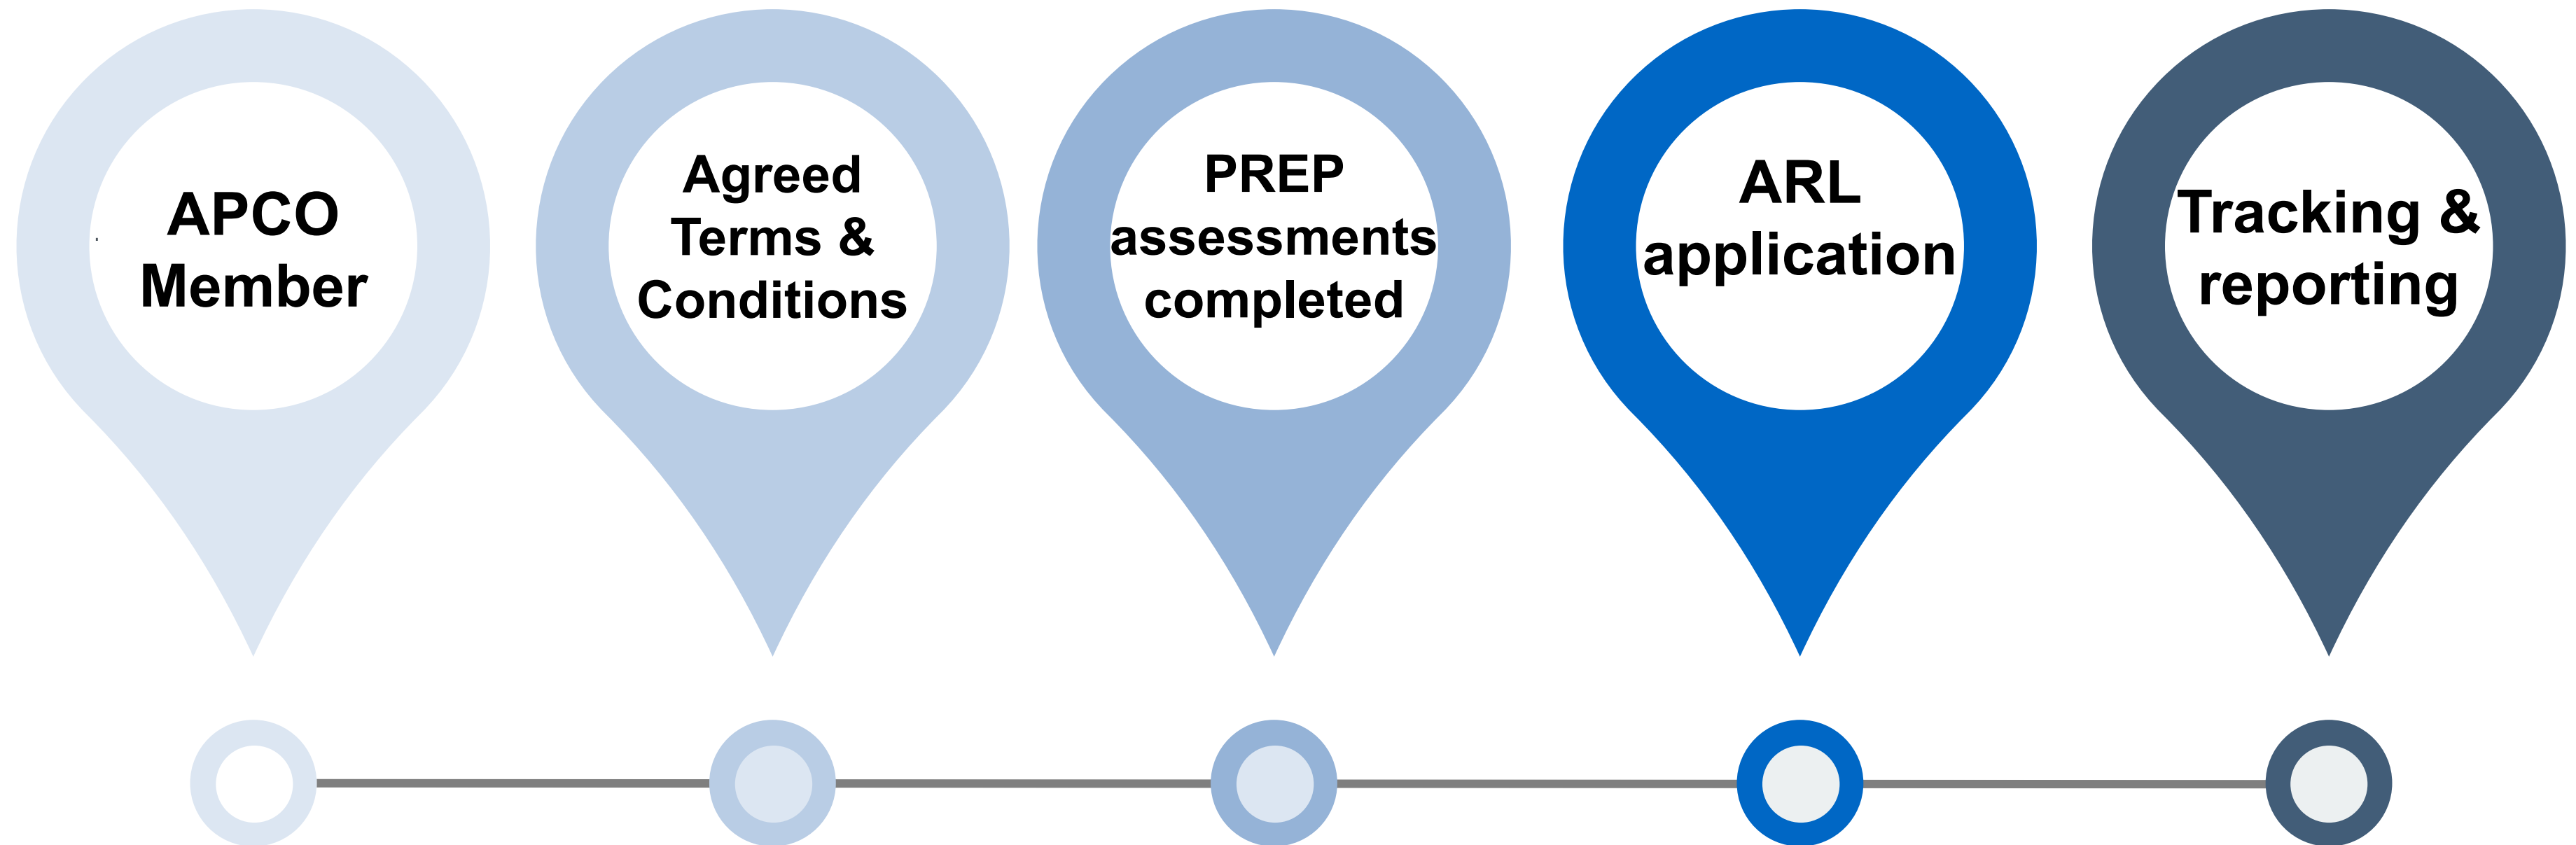 APCO
Member
Agreed
Terms &
Conditions
PREP
assessments
completed
ARL
application
Tracking &
reporting